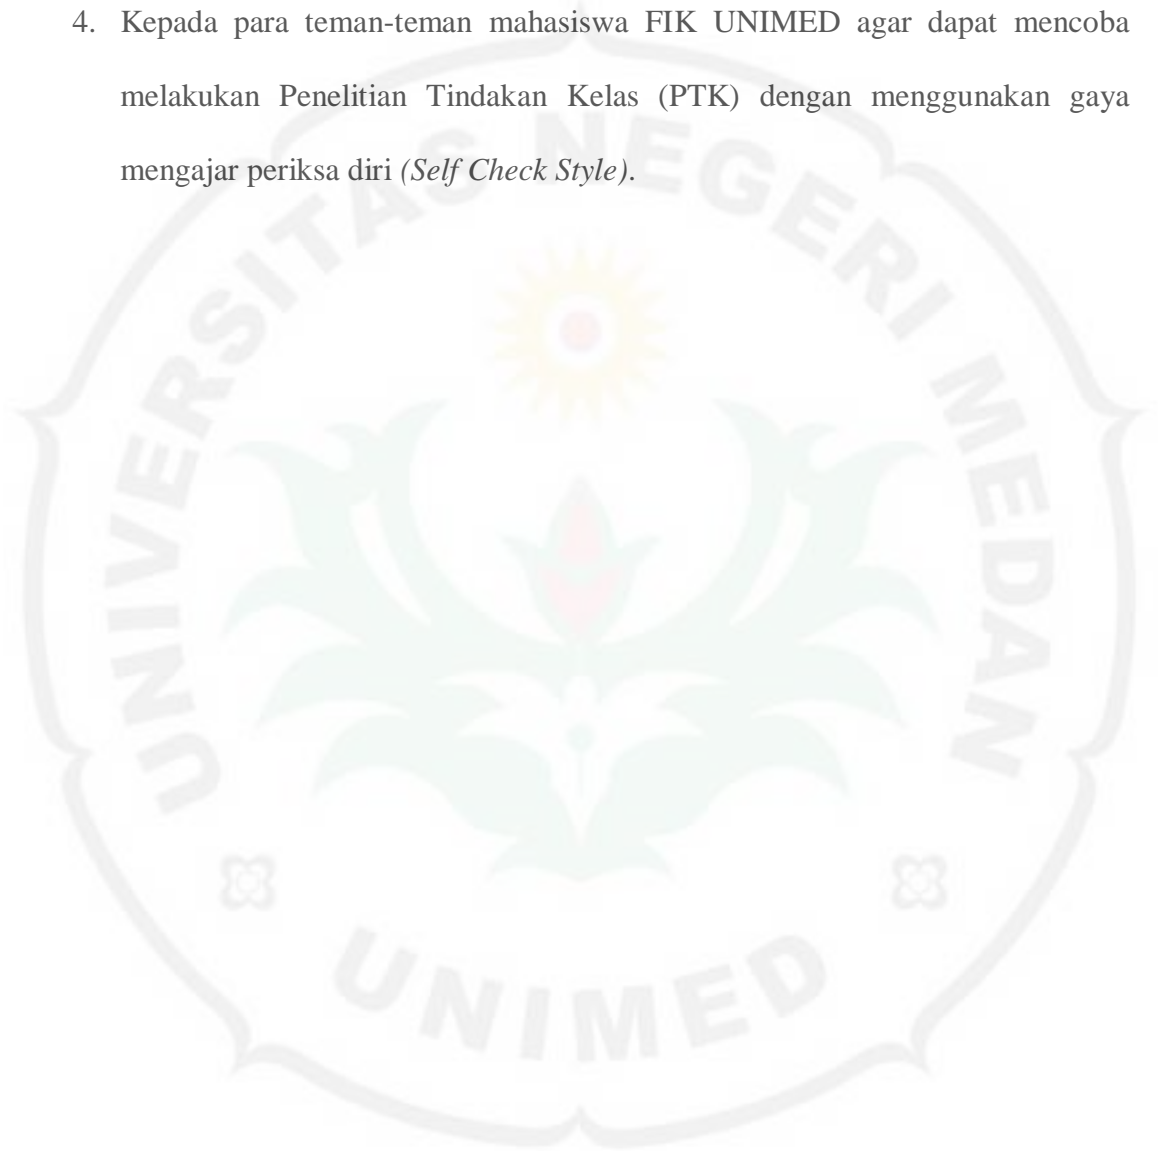 4. Kepada para teman-teman mahasiswa FIK UNIMED agar dapat mencoba
melakukan Penelitian Tindakan Kelas (PTK) dengan menggunakan gaya
mengajar periksa diri (Self Check Style).
UNIVERSITAS NEGERI MEDAN
UNIMED